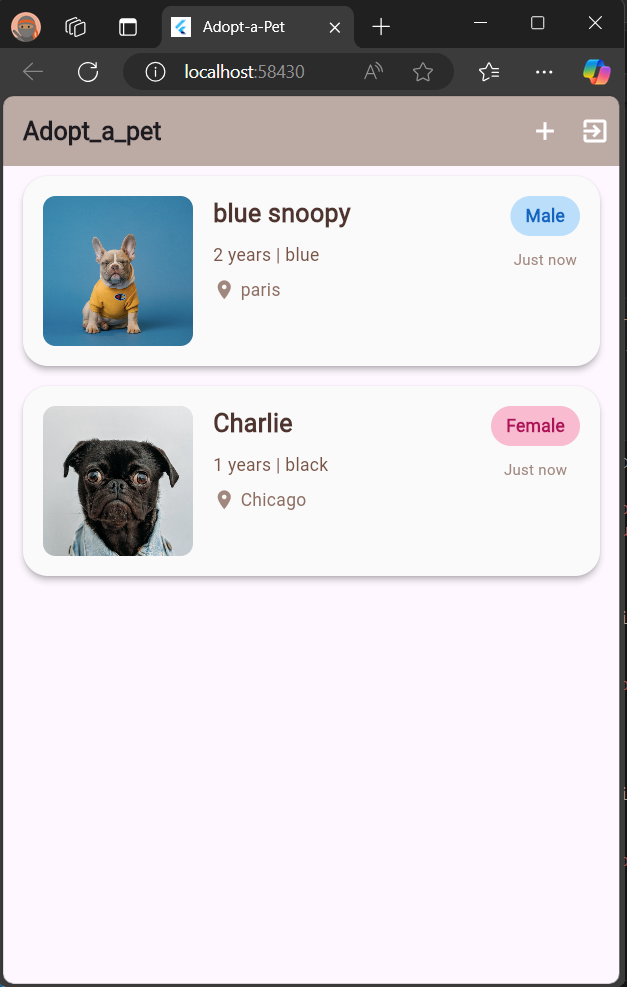 Adopt-a-Pet
localhost:58430
Adopt_a_pet
blue snoopy
Male
2 years | blue
Just now
paris
Charlie
Female
1 years | black
Just now
Chicago